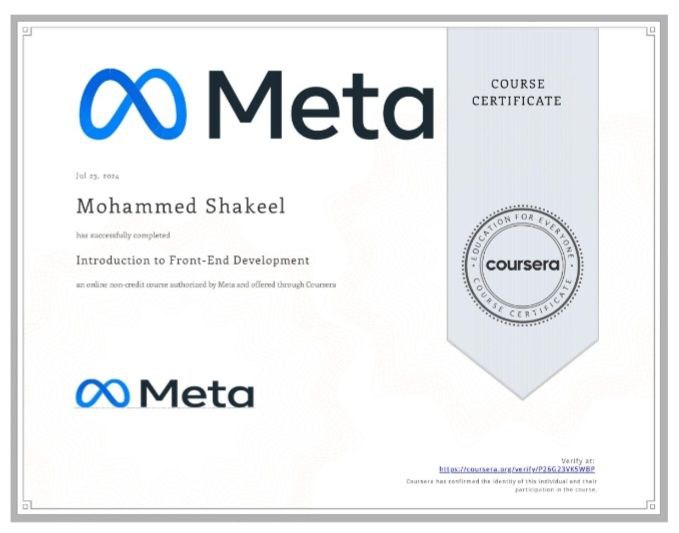 Meta
COURSE
CERTIFICATE
Jul 23, 2024
Mohammed Shakeel
has successfully completed
Introduction to Front-End Development
an online non-credit course authorized by Meta and offered through Coursera
EDUCATION FOR EVERYONE
coursera
COURSE CERTIFICATE
Meta
Verify at:
https://coursera.org/verify/P26G23VK5WBP
Coursera has confirmed the identity of this individual and their
participation in the course.